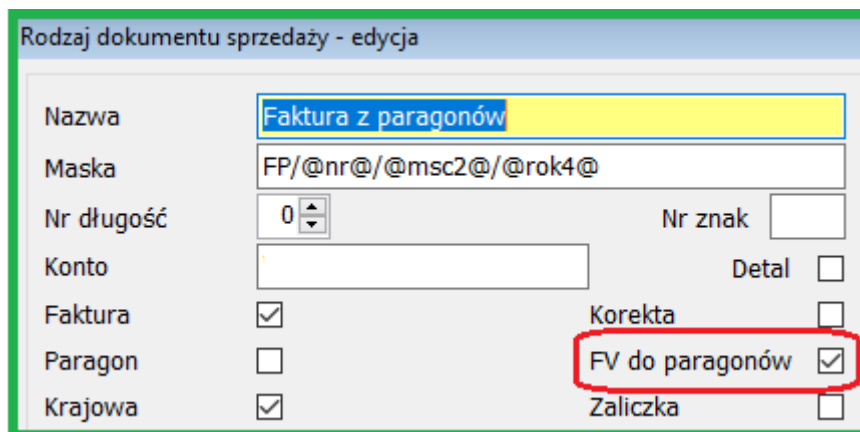 Rodzaj dokumentu sprzedaży - edycja
Nazwa Faktura z paragonów
Maska FP/@nr@/@msc2@/@rok4@
Nr długość 0 Nr znak
Konto Detal
Faktura Korekta
Paragon FV do paragonów
Krajowa Zaliczka